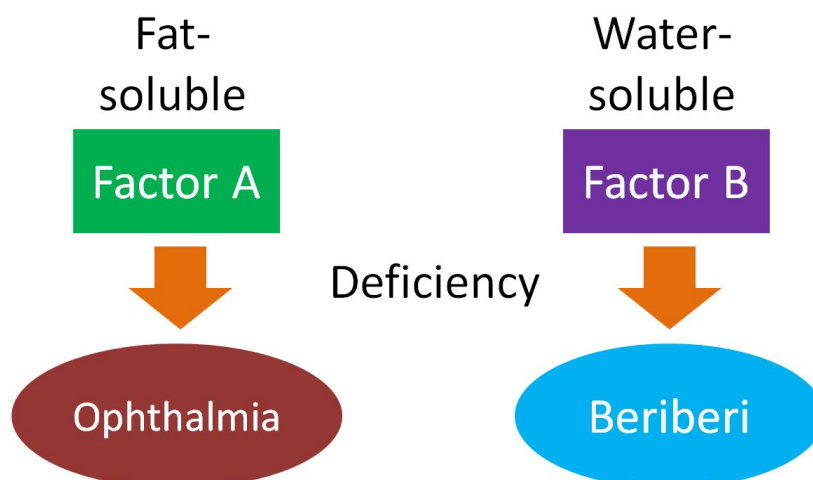 Fat-
soluble
Water-
soluble
Factor A
Factor B
Deficiency
Ophthalmia
Beriberi